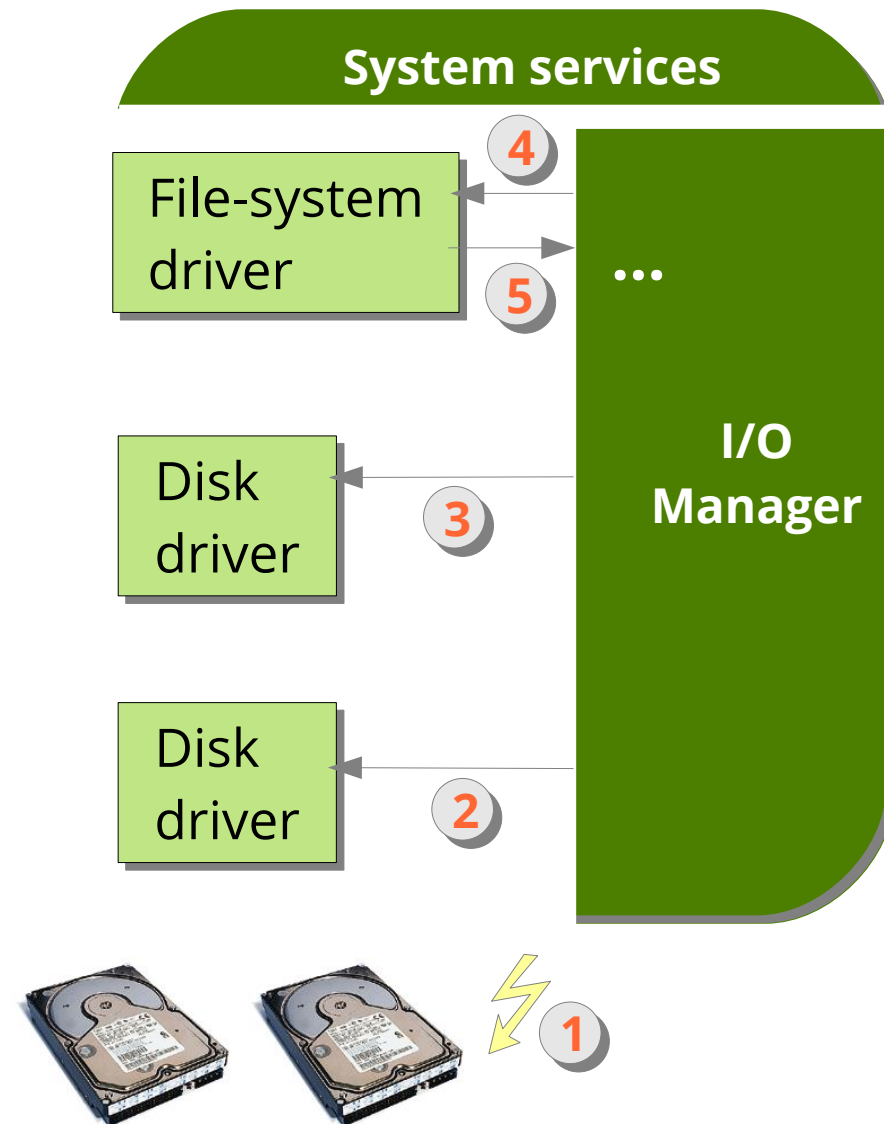 System services
4
File-system
driver
5
...
I/O
Manager
Disk
driver
3
Disk
driver
2
1